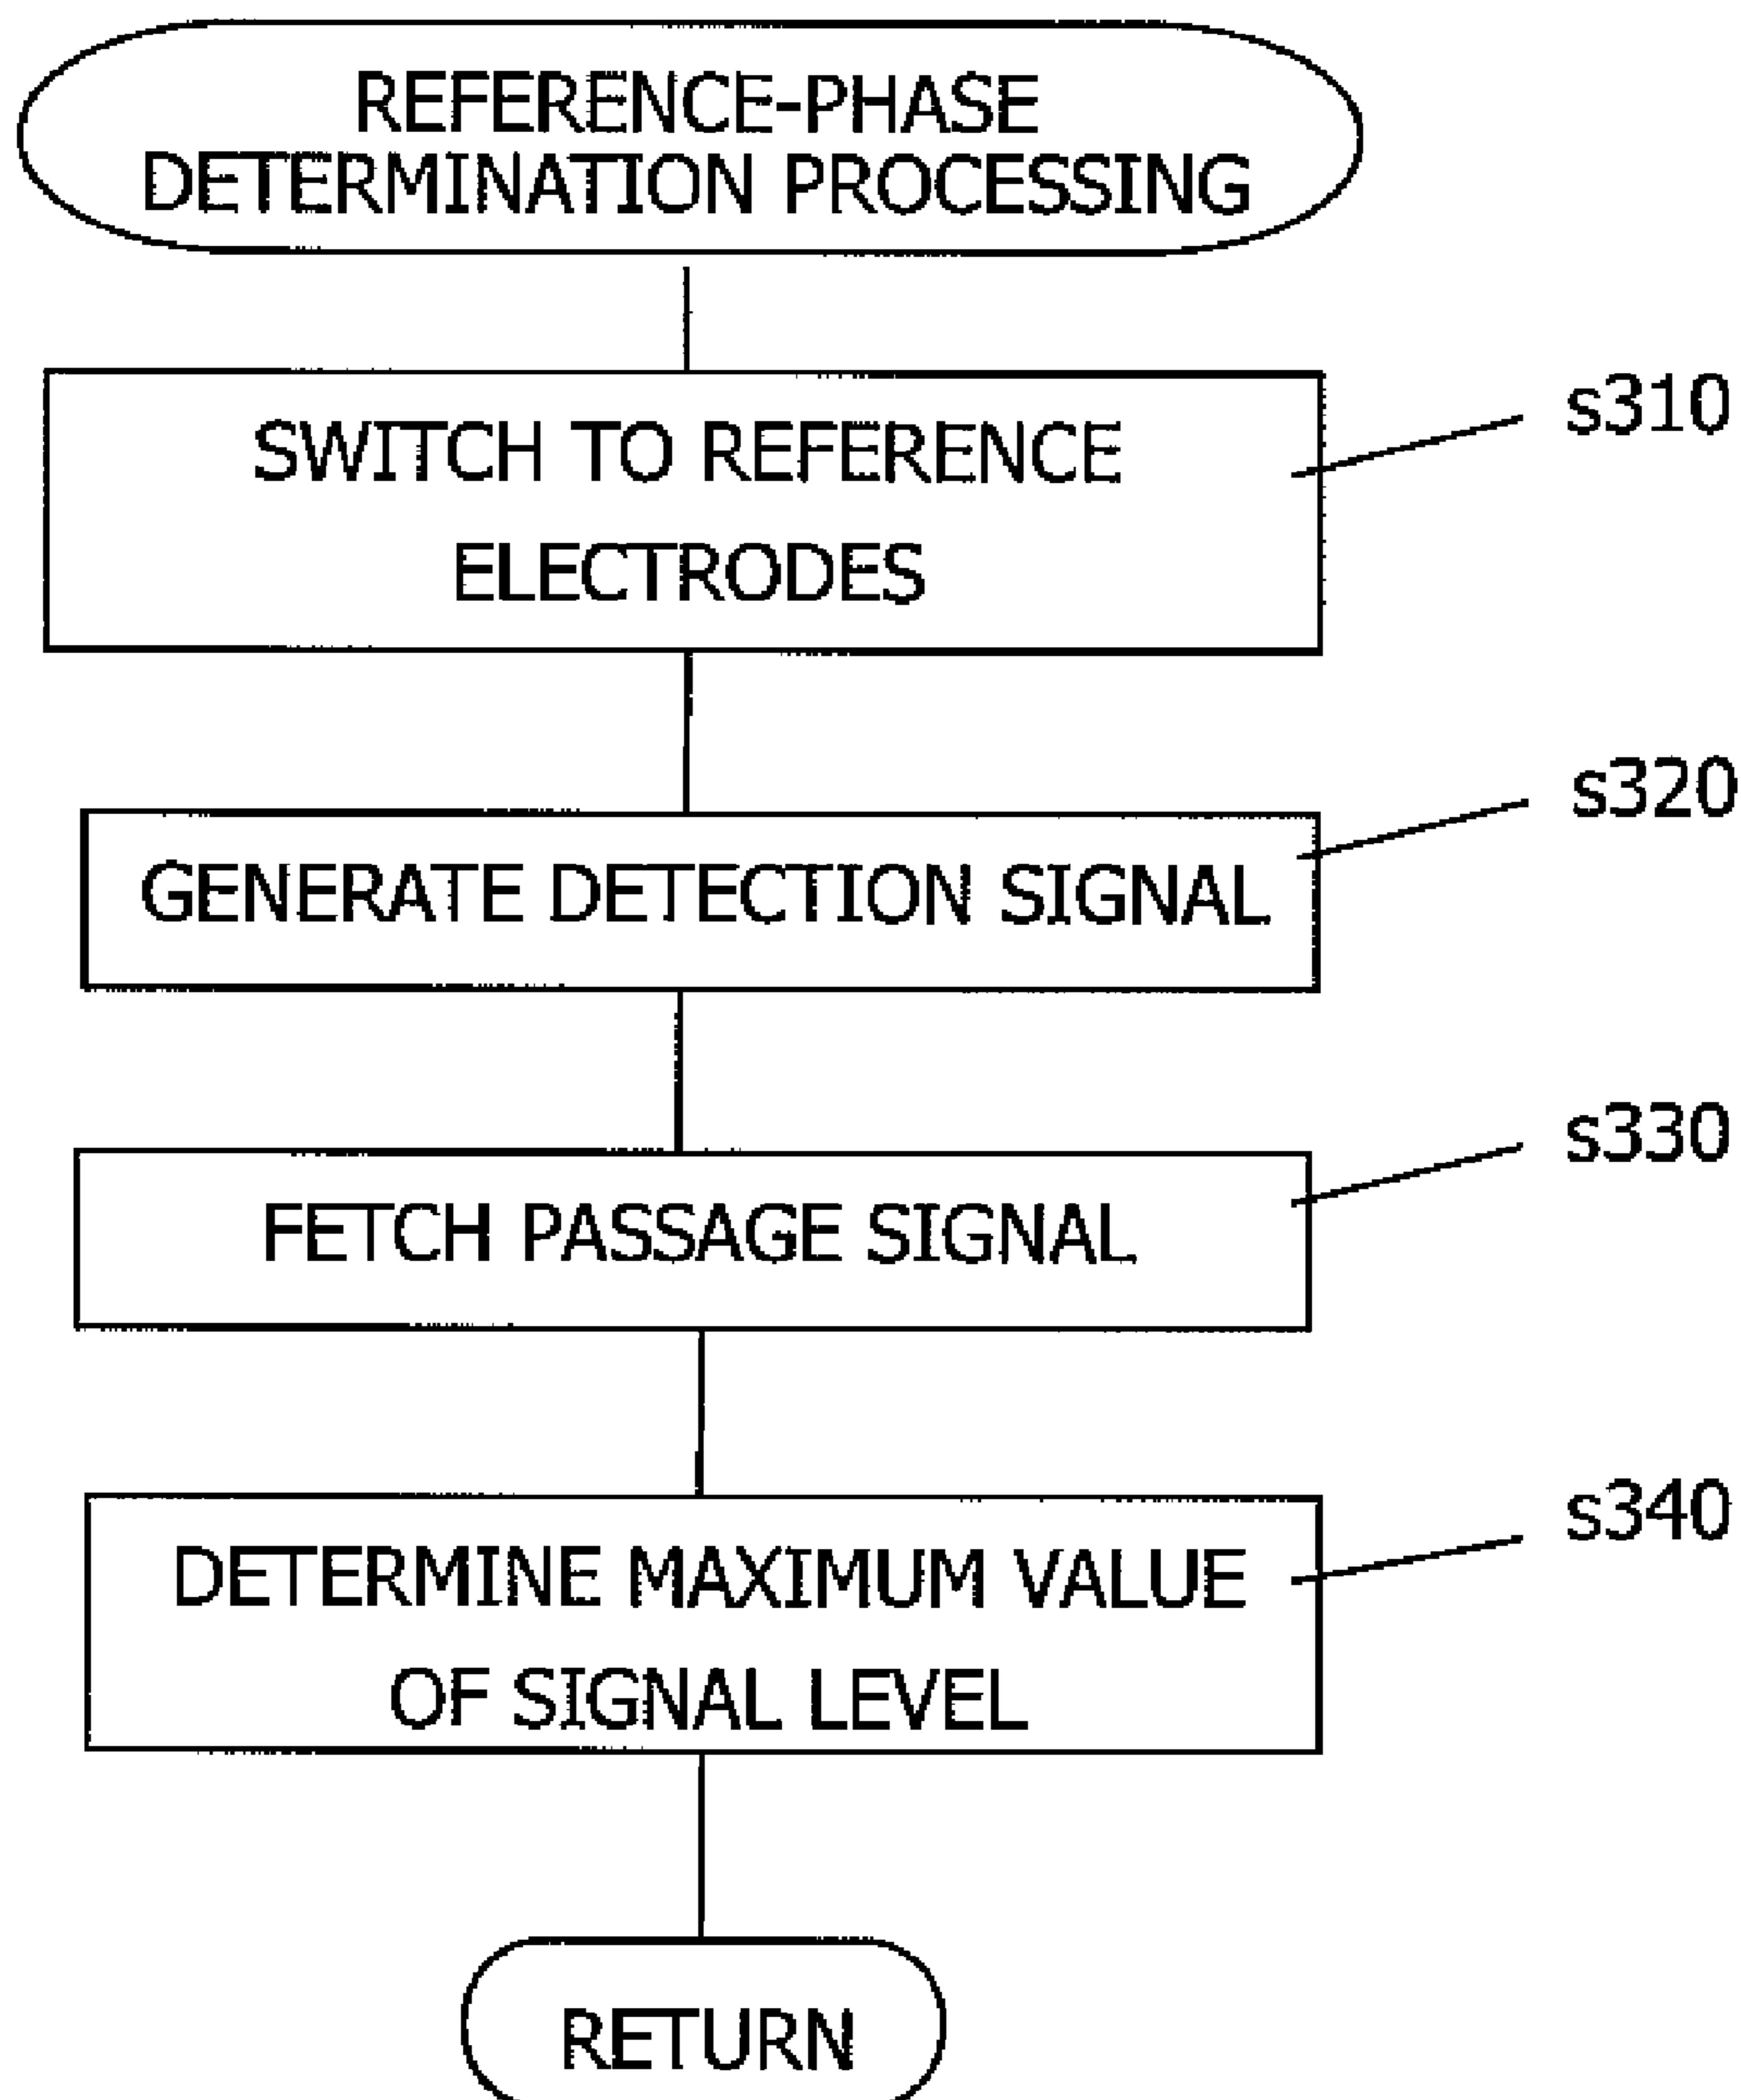 REFERENCE-PHASE
DETERMINATION PROCESSING
SWITCH TO REFERENCE
ELECTRODES
s310
GENERATE DETECTION SIGNAL
s320
FETCH PASSAGE SIGNAL
s330
DETERMINE MAXIMUM VALUE
OF SIGNAL LEVEL
s340
RETURN